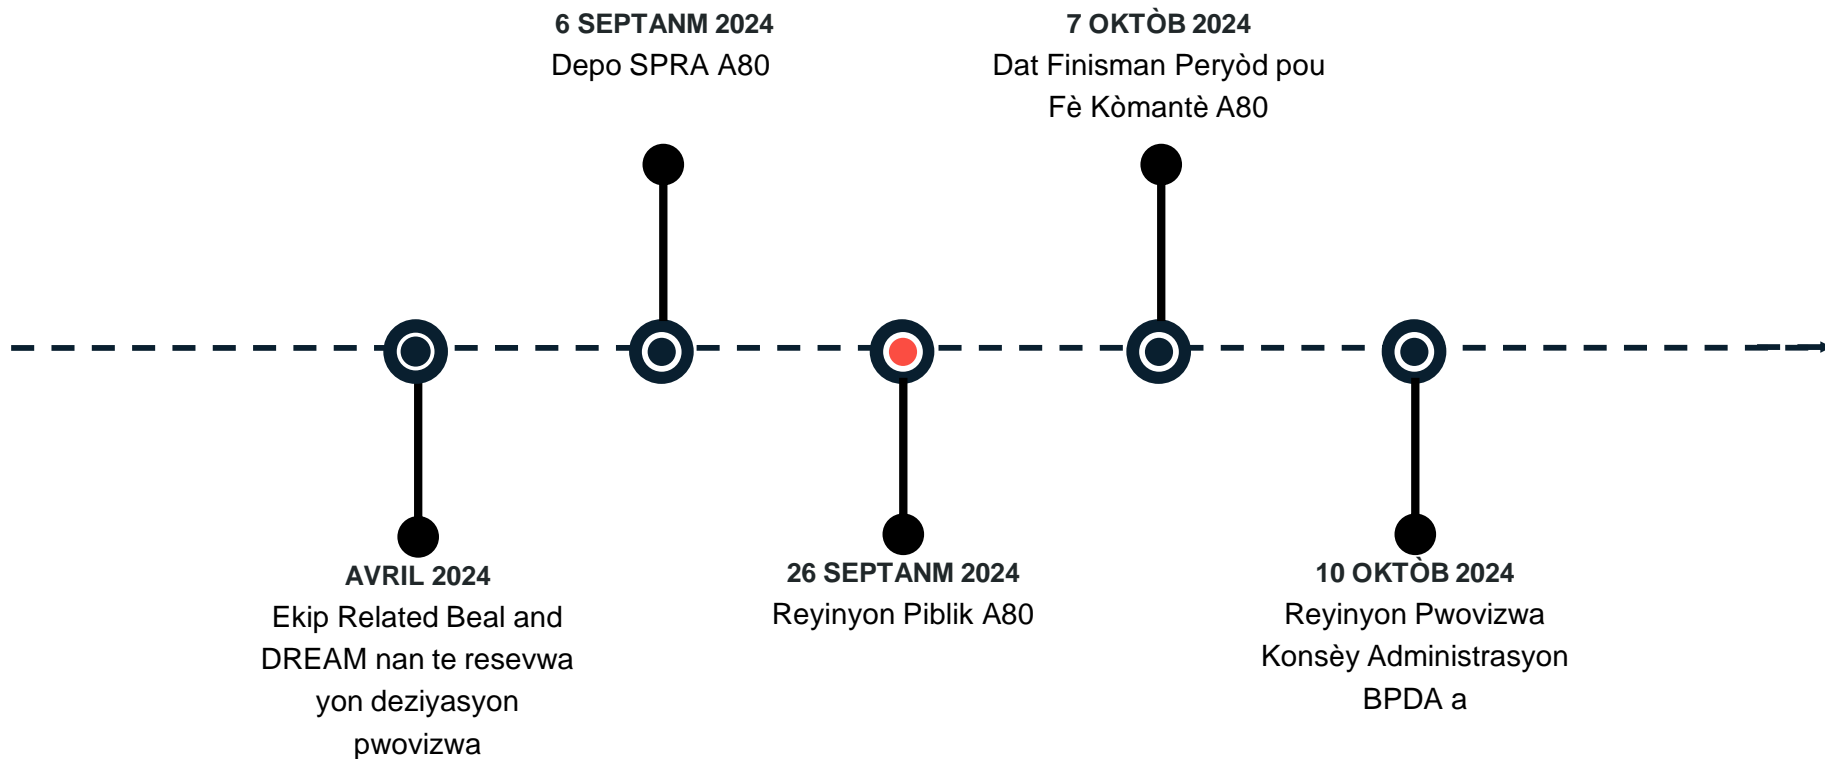 6 SEPTANM 2024
Depo SPRA A80
7 OKTÒB 2024
Dat Finisman Peryòd pou
Fè Kòmantè A80
AVRIL 2024
Ekip Related Beal and
DREAM nan te resevwa
yon deziyasyon
pwovizwa
26 SEPTANM 2024
Reyinyon Piblik A80
10 OKTÒB 2024
Reyinyon Pwovizwa
Konsèy Administrasyon
BPDA a